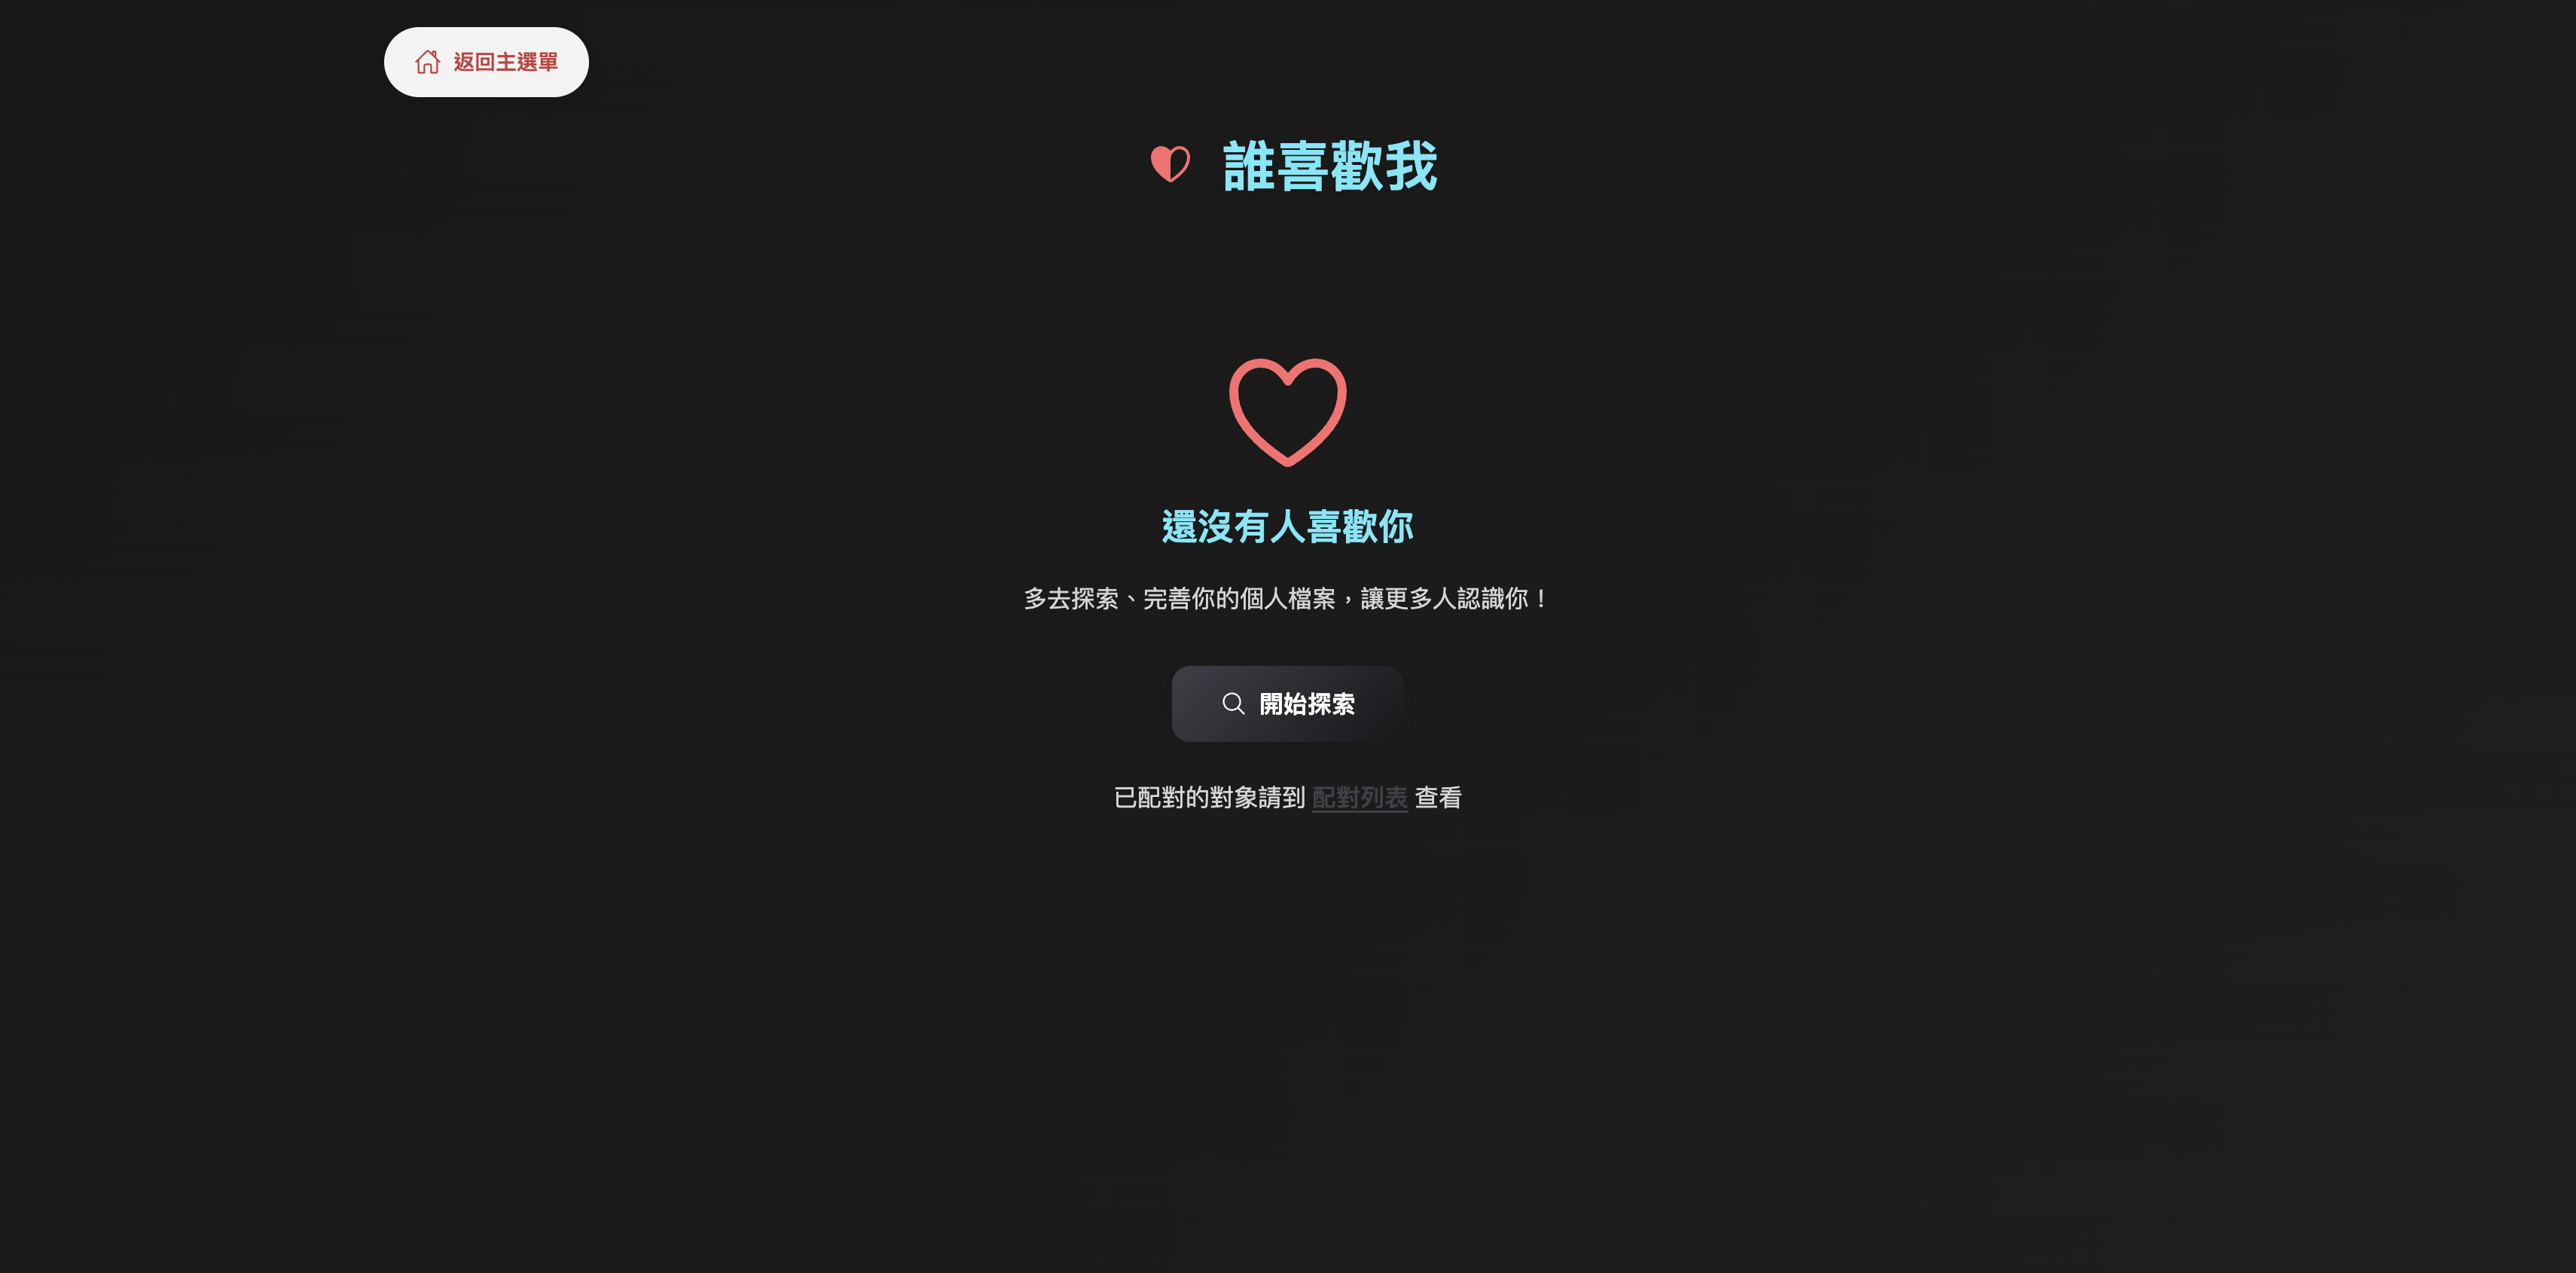 返回主選單
誰喜歡我
還沒有人喜歡你
多去探索、完善你的個人檔案，讓更多人認識你！
開始探索
已配對的對象請到 配對列表 查看